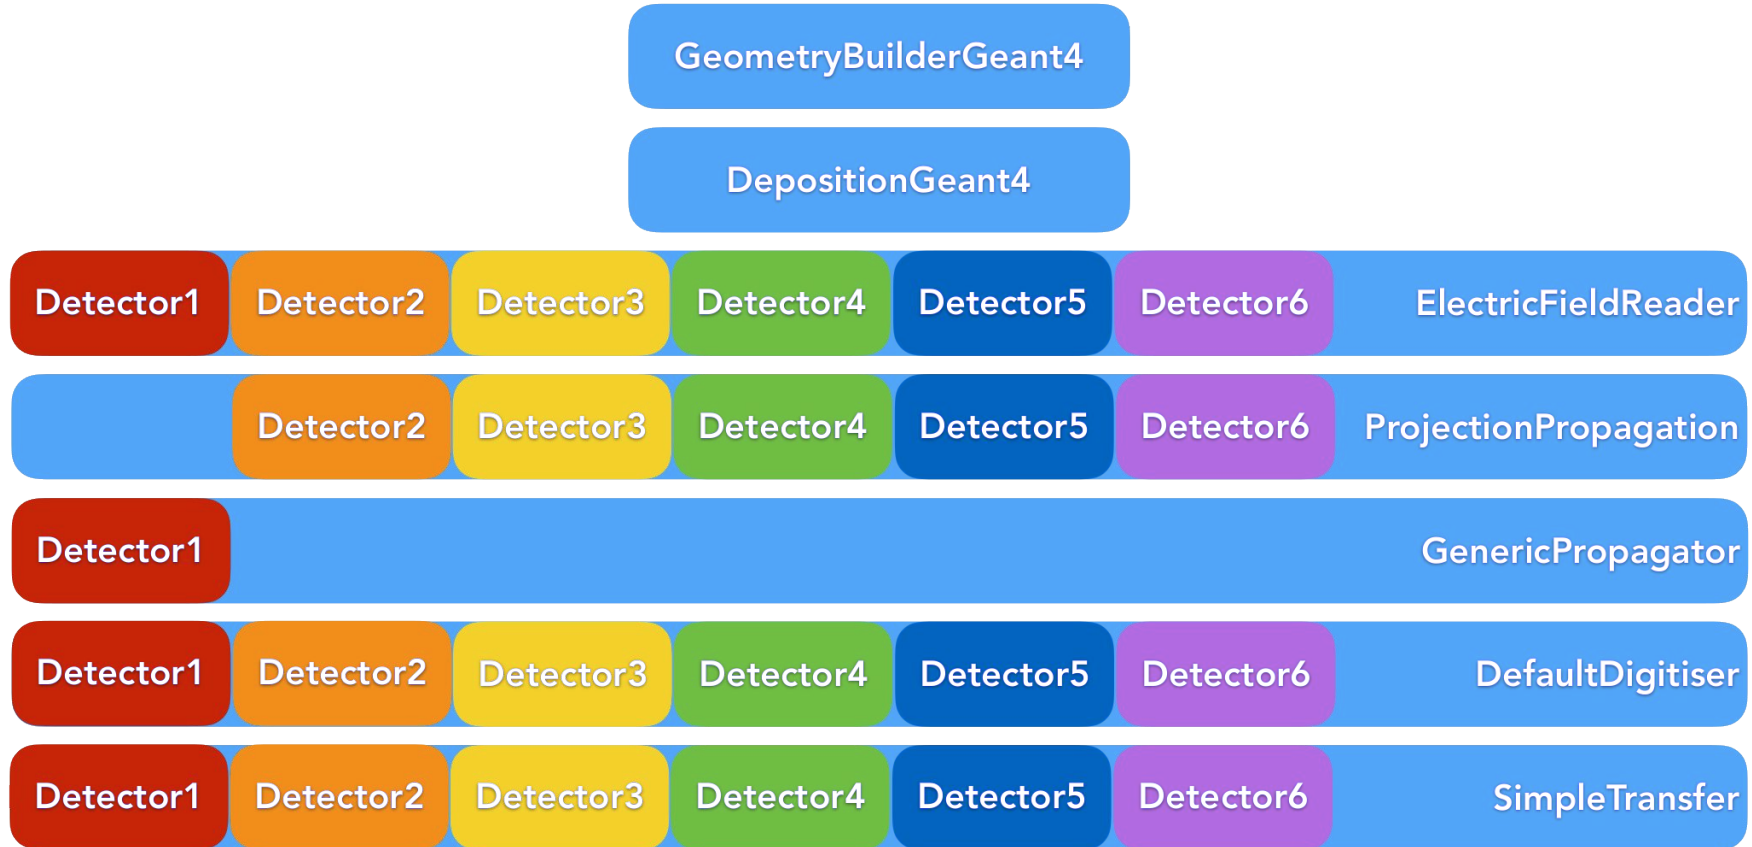 GeometryBuilderGeant4
DepositionGeant4
Detector1 Detector2 Detector3 Detector4 Detector5 Detector6 ElectricFieldReader
Detector2 Detector3 Detector4 Detector5 Detector6 ProjectionPropagation
Detector1 GenericPropagator
Detector1 Detector2 Detector3 Detector4 Detector5 Detector6 DefaultDigitiser
Detector1 Detector2 Detector3 Detector4 Detector5 Detector6 SimpleTransfer